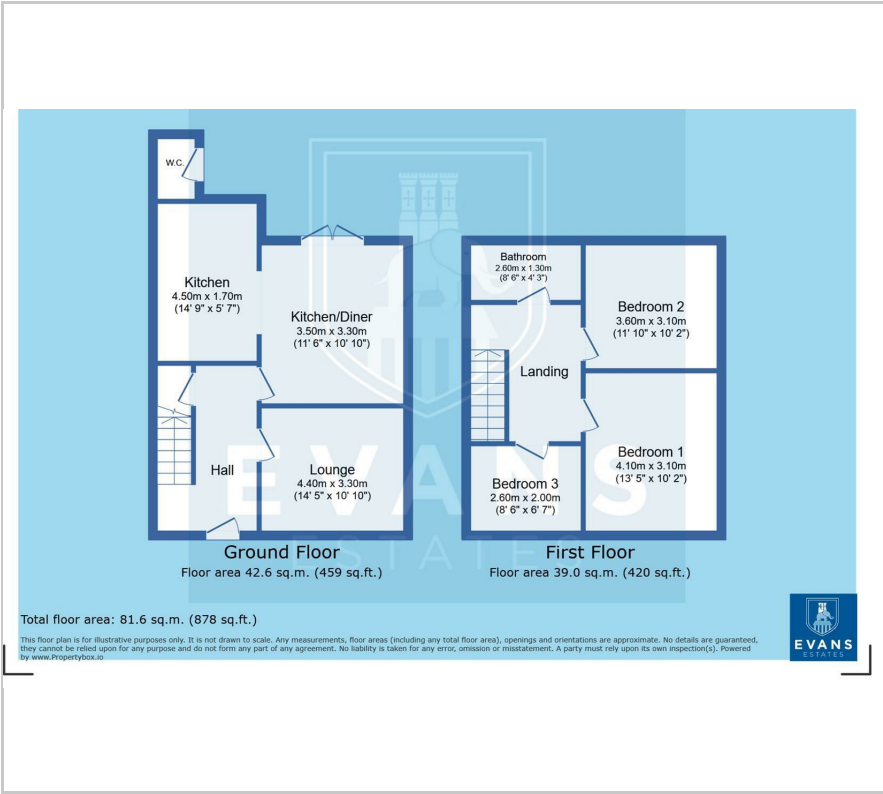 W.C.
Kitchen
4.50m x 1.70m
(14' 9" x 5' 7")
Kitchen/Diner
3.50m x 3.30m
(11' 6" x 10' 10")
Hall
Lounge
4.40m x 3.30m
(14' 5" x 10' 10")
Ground Floor
Floor area 42.6 sq.m. (459 sq.ft.)
Bathroom
2.60m x 1.30m
(8' 6" x 4' 3")
Bedroom 2
3.60m x 3.10m
(11' 10" x 10' 2")
Landing
Bedroom 1
4.10m x 3.10m
(13' 5" x 10' 2")
Bedroom 3
2.60m x 2.00m
(8' 6" x 6' 7")
First Floor
Floor area 39.0 sq.m. (420 sq.ft.)
EVANS
ESTATES
Total floor area: 81.6 sq.m. (878 sq.ft.)
This floor plan is for illustrative purposes only. It is not drawn to scale. Any measurements, floor areas (including any total floor area), openings and orientations are approximate. No details are guaranteed,
they cannot be relied upon for any purpose and do not form any part of any agreement. No liability is taken for any error, omission or misstatement. A party must rely upon its own inspection(s). Powered
by www.Propertybox.io
EVANS
ESTATES